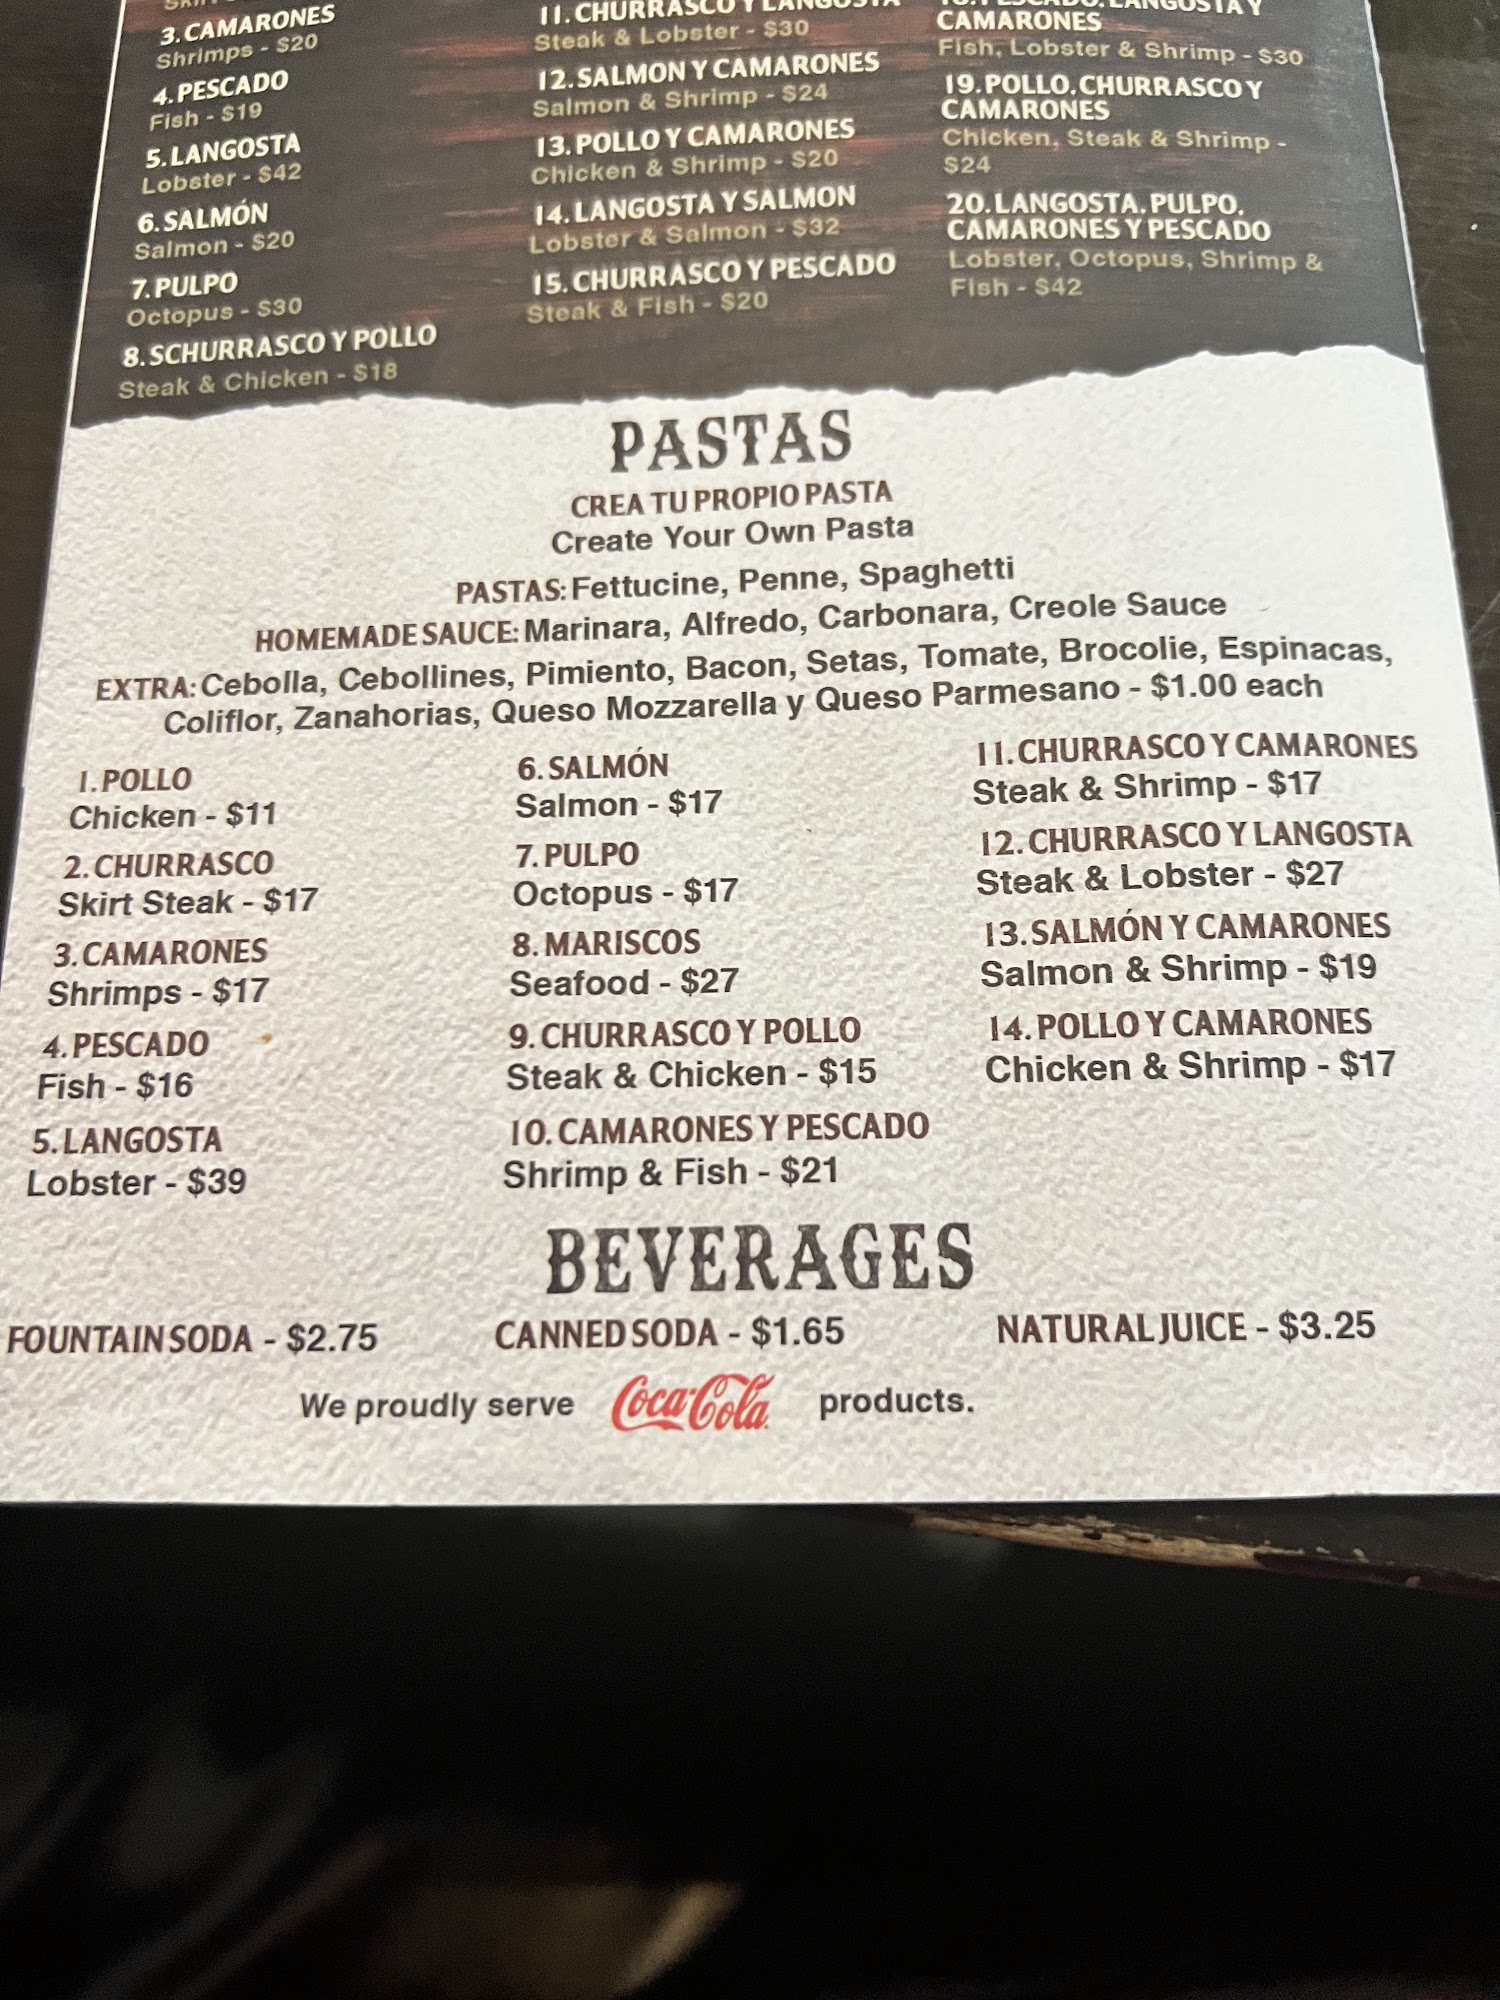 3. CAMARONES
Shrimps - $20
4. PESCADO
Fish - $19
5. LANGOSTA
Lobster - $42
6. SALMÓN
Salmon - $20
7. PULPO
Octopus - $30
8. SCHURRASCO Y POLLO
Steak & Chicken - $18
11. CHURRASCO Y LANGOSTA
Steak & Lobster - $30
12. SALMON Y CAMARONES
Salmon & Shrimp - $24
13. POLLO Y CAMARONES
Chicken & Shrimp - $20
14. LANGOSTA Y SALMON
Lobster & Salmon - $32
15. CHURRASCO Y PESCADO
Steak & Fish - $20
18. PESCADO, LANGOSTA Y
CAMARONES
Fish, Lobster & Shrimp - $30
19. POLLO, CHURRASCO Y
CAMARONES
Chicken, Steak & Shrimp -
$24
20. LANGOSTA, PULPO,
CAMARONES Y PESCADO
Lobster, Octopus, Shrimp &
Fish - $42
PASTAS
CREA TU PROPIO PASTA
Create Your Own Pasta
PASTAS: Fettucine, Penne, Spaghetti
HOMEMADE SAUCE: Marinara, Alfredo, Carbonara, Creole Sauce
EXTRA: Cebolla, Cebollines, Pimiento, Bacon, Setas, Tomate, Brocolie, Espinacas,
Coliflor, Zanahorias, Queso Mozzarella y Queso Parmesano - $1.00 each
1. POLLO
Chicken - $11
2. CHURRASCO
Skirt Steak - $17
3. CAMARONES
Shrimps - $17
4. PESCADO
Fish - $16
5. LANGOSTA
Lobster - $39
6. SALMÓN
Salmon - $17
7. PULPO
Octopus - $17
8. MARISCOS
Seafood - $27
9. CHURRASCO Y POLLO
Steak & Chicken - $15
10. CAMARONES Y PESCADO
Shrimp & Fish - $21
11. CHURRASCO Y CAMARONES
Steak & Shrimp - $17
12. CHURRASCO Y LANGOSTA
Steak & Lobster - $27
13. SALMÓN Y CAMARONES
Salmon & Shrimp - $19
14. POLLO Y CAMARONES
Chicken & Shrimp - $17
BEVERAGES
FOUNTAIN SODA - $2.75
CANNED SODA - $1.65
NATURAL JUICE - $3.25
We proudly serve Coca-Cola products.